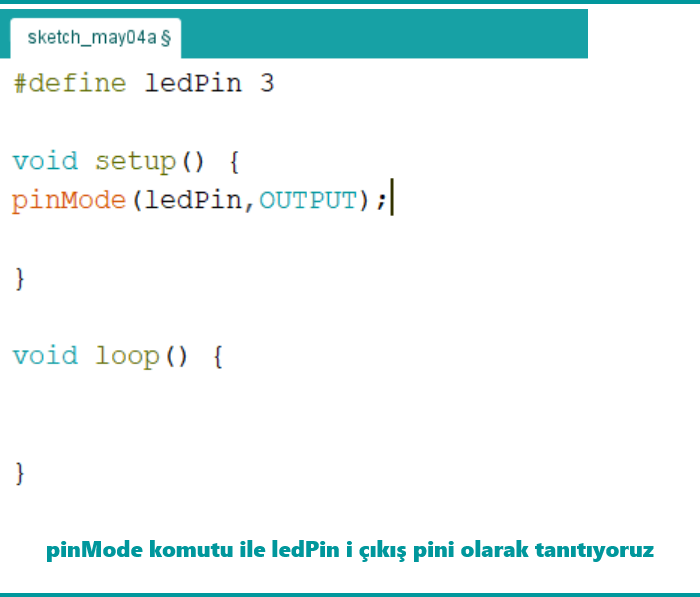 sketch_may04a §
#define ledPin 3
void setup() {
pinMode(ledPin,OUTPUT);
}
void loop() {
}
pinMode komutu ile ledPin i çıkış pini olarak tanıtıyoruz